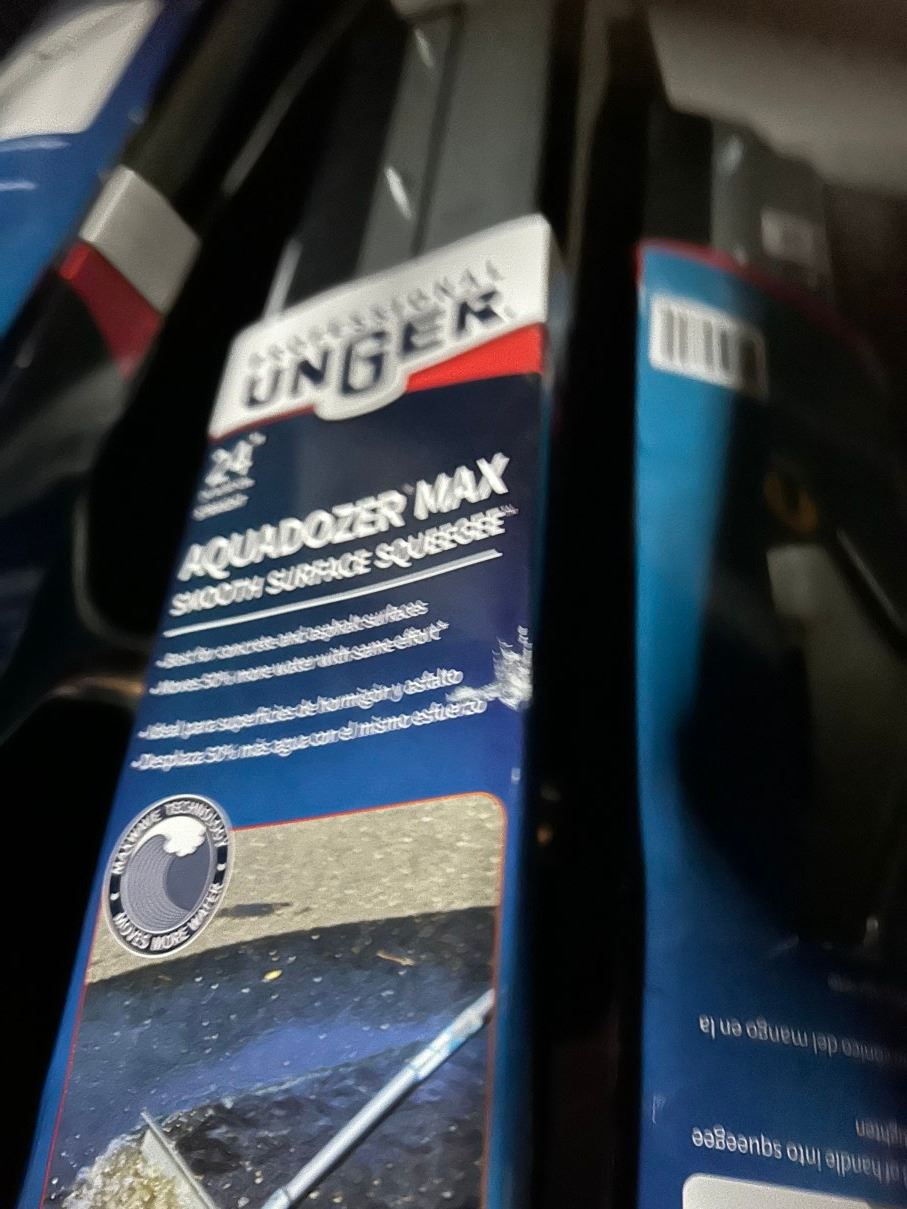 PROFESSIONAL
UNGER
24"
AQUADOZER® MAX
SMOOTH SURFACE SQUEEGEE™
• Best for concrete and asphalt surfaces
• Moves 50% more water with same effort*
• Ideal para superficies de hormigón y asfalto
• Desplaza 50% más agua con el mismo esfuerzo
MAXWAVE TECHNOLOGY
• MOVES MORE WATER •
del mango en la
of handle into squeegee